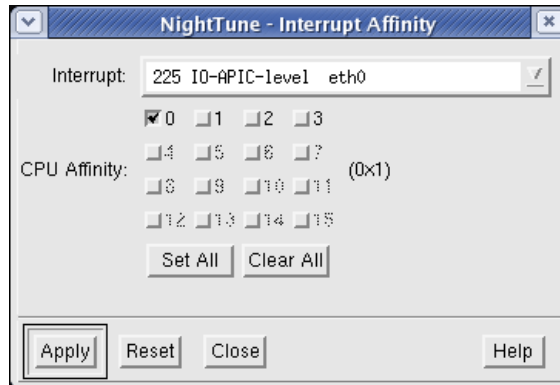 NightTune - Interrupt Affinity
Interrupt: 225 IO-APIC-level eth0
0 1 2 3
4 5 6 7
CPU Affinity: (0x1)
8 9 10 11
12 13 14 15
Set All Clear All
Apply Reset Close Help